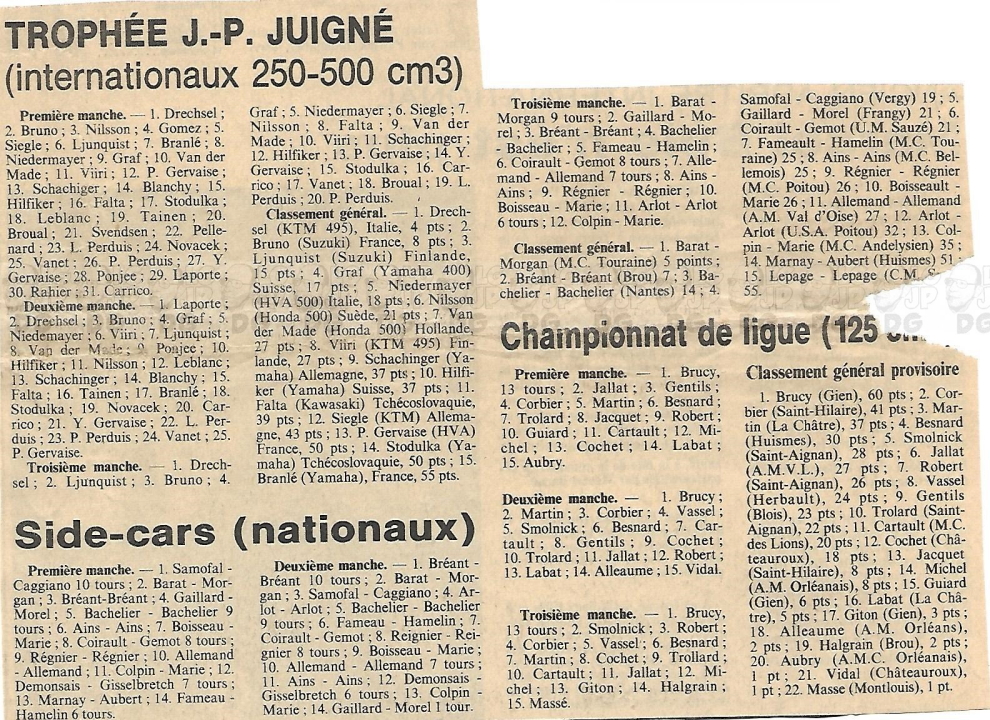 TROPHÉE J.-P. JUIGNÉ
(internationaux 250-500 cm3)
Première manche. — 1. Drechsel ;
2. Bruno ; 3. Nilsson ; 4. Gomez ; 5.
Siegle ; 6. Ljunquist ; 7. Branlé ; 8.
Niedermayer ; 9. Graf ; 10. Van der
Made ; 11. Viiri ; 12. P. Gervaise ;
13. Schachiger ; 14. Blanchy ; 15.
Hilfiker ; 16. Falta ; 17. Stodulka ;
18. Leblanc ; 19. Tainen ; 20.
Broual ; 21. Svendsen ; 22. Pelle-
nard ; 23. L. Perduis ; 24. Novacek ;
25. Vanet ; 26. P. Perduis ; 27. Y.
Gervaise ; 28. Ponjee ; 29. Laporte ;
30. Rahier ; 31. Carrico.
Deuxième manche. — 1. Laporte ;
2. Drechsel ; 3. Bruno ; 4. Graf ; 5.
Niedemayer ; 6. Viiri ; 7. Ljunquist ;
8. Van der Made ; 9. Ponjee ; 10.
Hilfiker ; 11. Nilsson ; 12. Leblanc ;
13. Schachinger ; 14. Blanchy ; 15.
Falta ; 16. Tainen ; 17. Branlé ; 18.
Stodulka ; 19. Novacek ; 20. Car-
rico ; 21. Y. Gervaise ; 22. L. Per-
duis ; 23. P. Perduis ; 24. Vanet ; 25.
P. Gervaise.
Troisième manche. — 1. Drech-
sel ; 2. Ljunquist ; 3. Bruno ; 4.
Graf ; 5. Niedermayer ; 6. Siegle ; 7.
Nilsson ; 8. Falta ; 9. Van der
Made ; 10. Viiri ; 11. Schachinger ;
12. Hilfiker ; 13. P. Gervaise ; 14. Y.
Gervaise ; 15. Stodulka ; 16. Car-
rico ; 17. Vanet ; 18. Broual ; 19. L.
Perduis ; 20. P. Perduis.
Classement général. — 1. Drech-
sel (KTM 495), Italie, 4 pts ; 2.
Bruno (Suzuki) France, 8 pts ; 3.
Ljunquist (Suzuki) Finlande,
15 pts ; 4. Graf (Yamaha 400)
Suisse, 17 pts ; 5. Niedermayer
(HVA 500) Italie, 18 pts ; 6. Nilsson
(Honda 500) Suède, 21 pts ; 7. Van
der Made (Honda 500) Hollande,
27 pts ; 8. Viiri (KTM 495) Fin-
lande, 27 pts ; 9. Schachinger (Ya-
maha) Allemagne, 37 pts ; 10. Hilfi-
ker (Yamaha) Suisse, 37 pts ; 11.
Falta (Kawasaki) Tchécoslovaquie,
39 pts ; 12. Siegle (KTM) Allema-
gne, 43 pts ; 13. P. Gervaise (HVA)
France, 50 pts ; 14. Stodulka (Ya-
maha) Tchécoslovaquie, 50 pts ; 15.
Branlé (Yamaha), France, 55 pts.
Side-cars (nationaux)
Première manche. — 1. Samofal -
Caggiano 10 tours ; 2. Barat - Mor-
gan ; 3. Bréant-Bréant ; 4. Gaillard -
Morel ; 5. Bachelier - Bachelier 9
tours ; 6. Ains - Ains ; 7. Boisseau -
Marie ; 8. Coirault - Gemot 8 tours ;
9. Régnier - Régnier ; 10. Allemand
- Allemand ; 11. Colpin - Marie ; 12.
Demonsais - Gisselbretch 7 tours ;
13. Marnay - Aubert ; 14. Fameau -
Hamelin 6 tours.
Deuxième manche. — 1. Bréant -
Bréant 10 tours ; 2. Barat - Mor-
gan ; 3. Samofal - Caggiano ; 4. Ar-
lot - Arlot ; 5. Bachelier - Bachelier
9 tours ; 6. Fameau - Hamelin ; 7.
Coirault - Gemot ; 8. Reignier - Rei-
gnier 8 tours ; 9. Boisseau - Marie ;
10. Allemand - Allemand 7 tours ;
11. Ains - Ains ; 12. Demonsais -
Gisselbretch 6 tours ; 13. Colpin -
Marie ; 14. Gaillard - Morel 1 tour.
Troisième manche. — 1. Barat -
Morgan 9 tours ; 2. Gaillard - Mo-
rel ; 3. Bréant - Bréant ; 4. Bachelier
- Bachelier ; 5. Fameau - Hamelin ;
6. Coirault - Gemot 8 tours ; 7. Alle-
mand - Allemand 7 tours ; 8. Ains -
Ains ; 9. Régnier - Régnier ; 10.
Boisseau - Marie ; 11. Arlot - Arlot
6 tours ; 12. Colpin - Marie.
Classement général. — 1. Barat -
Morgan (M.C. Touraine) 5 points ;
2. Bréant - Bréant (Brou) 7 ; 3. Ba-
chelier - Bachelier (Nantes) 14 ; 4.
Samofal - Caggiano (Vergy) 19 ; 5.
Gaillard - Morel (Frangy) 21 ; 6.
Coirault - Gemot (U.M. Sauzé) 21 ;
7. Fameault - Hamelin (M.C. Tou-
raine) 25 ; 8. Ains - Ains (M.C. Bel-
lemois) 25 ; 9. Régnier - Régnier
(M.C. Poitou) 26 ; 10. Boisseault -
Marie 26 ; 11. Allemand - Allemand
(A.M. Val d'Oise) 27 ; 12. Arlot -
Arlot (U.S.A. Poitou) 32 ; 13. Col-
pin - Marie (M.C. Andelysien) 35 ;
14. Marnay - Aubert (Huismes) 51
15. Lepage - Lepage (C.M.
55.
Championnat de ligue (125
Première manche. — 1. Brucy,
13 tours ; 2. Jallat ; 3. Gentils ;
4. Corbier ; 5. Martin ; 6. Besnard ;
7. Trolard ; 8. Jacquet ; 9. Robert ;
10. Guiard ; 11. Cartault ; 12. Mi-
chel ; 13. Cochet ; 14. Labat ;
15. Aubry.
Deuxième manche. — 1. Brucy ;
2. Martin ; 3. Corbier ; 4. Vassel ;
5. Smolnick ; 6. Besnard ; 7. Car-
tault ; 8. Gentils ; 9. Cochet ;
10. Trolard ; 11. Jallat ; 12. Robert ;
13. Labat ; 14. Alleaume ; 15. Vidal.
Troisième manche. — 1. Brucy,
13 tours ; 2. Smolnick ; 3. Robert ;
4. Corbier ; 5. Vassel ; 6. Besnard ;
7. Martin ; 8. Cochet ; 9. Trollard ;
10. Cartault ; 11. Jallet ; 12. Mi-
chel ; 13. Giton ; 14. Halgrain ;
15. Massé.
Classement général provisoire
1. Brucy (Gien), 60 pts ; 2. Cor-
bier (Saint-Hilaire), 41 pts ; 3. Mar-
tin (La Châtre), 37 pts ; 4. Besnard
(Huismes), 30 pts ; 5. Smolnick
(Saint-Aignan), 28 pts ; 6. Jallat
(A.M.V.L.), 27 pts ; 7. Robert
(Saint-Aignan), 26 pts ; 8. Vassel
(Herbault), 24 pts ; 9. Gentils
(Blois), 23 pts ; 10. Trolard (Saint-
Aignan), 22 pts ; 11. Cartault (M.C.
des Lions), 20 pts ; 12. Cochet (Châ-
teauroux), 18 pts ; 13. Jacquet
(Saint-Hilaire), 8 pts ; 14. Michel
(A.M. Orléanais), 8 pts ; 15. Guiard
(Gien), 6 pts ; 16. Labat (La Châ-
tre), 5 pts ; 17. Giton (Gien), 3 pts ;
18. Alleaume (A.M. Orléans),
2 pts ; 19. Halgrain (Brou), 2 pts ;
20. Aubry (A.M.C. Orléanais),
1 pt ; 21. Vidal (Châteauroux),
1 pt ; 22. Masse (Montlouis), 1 pt.